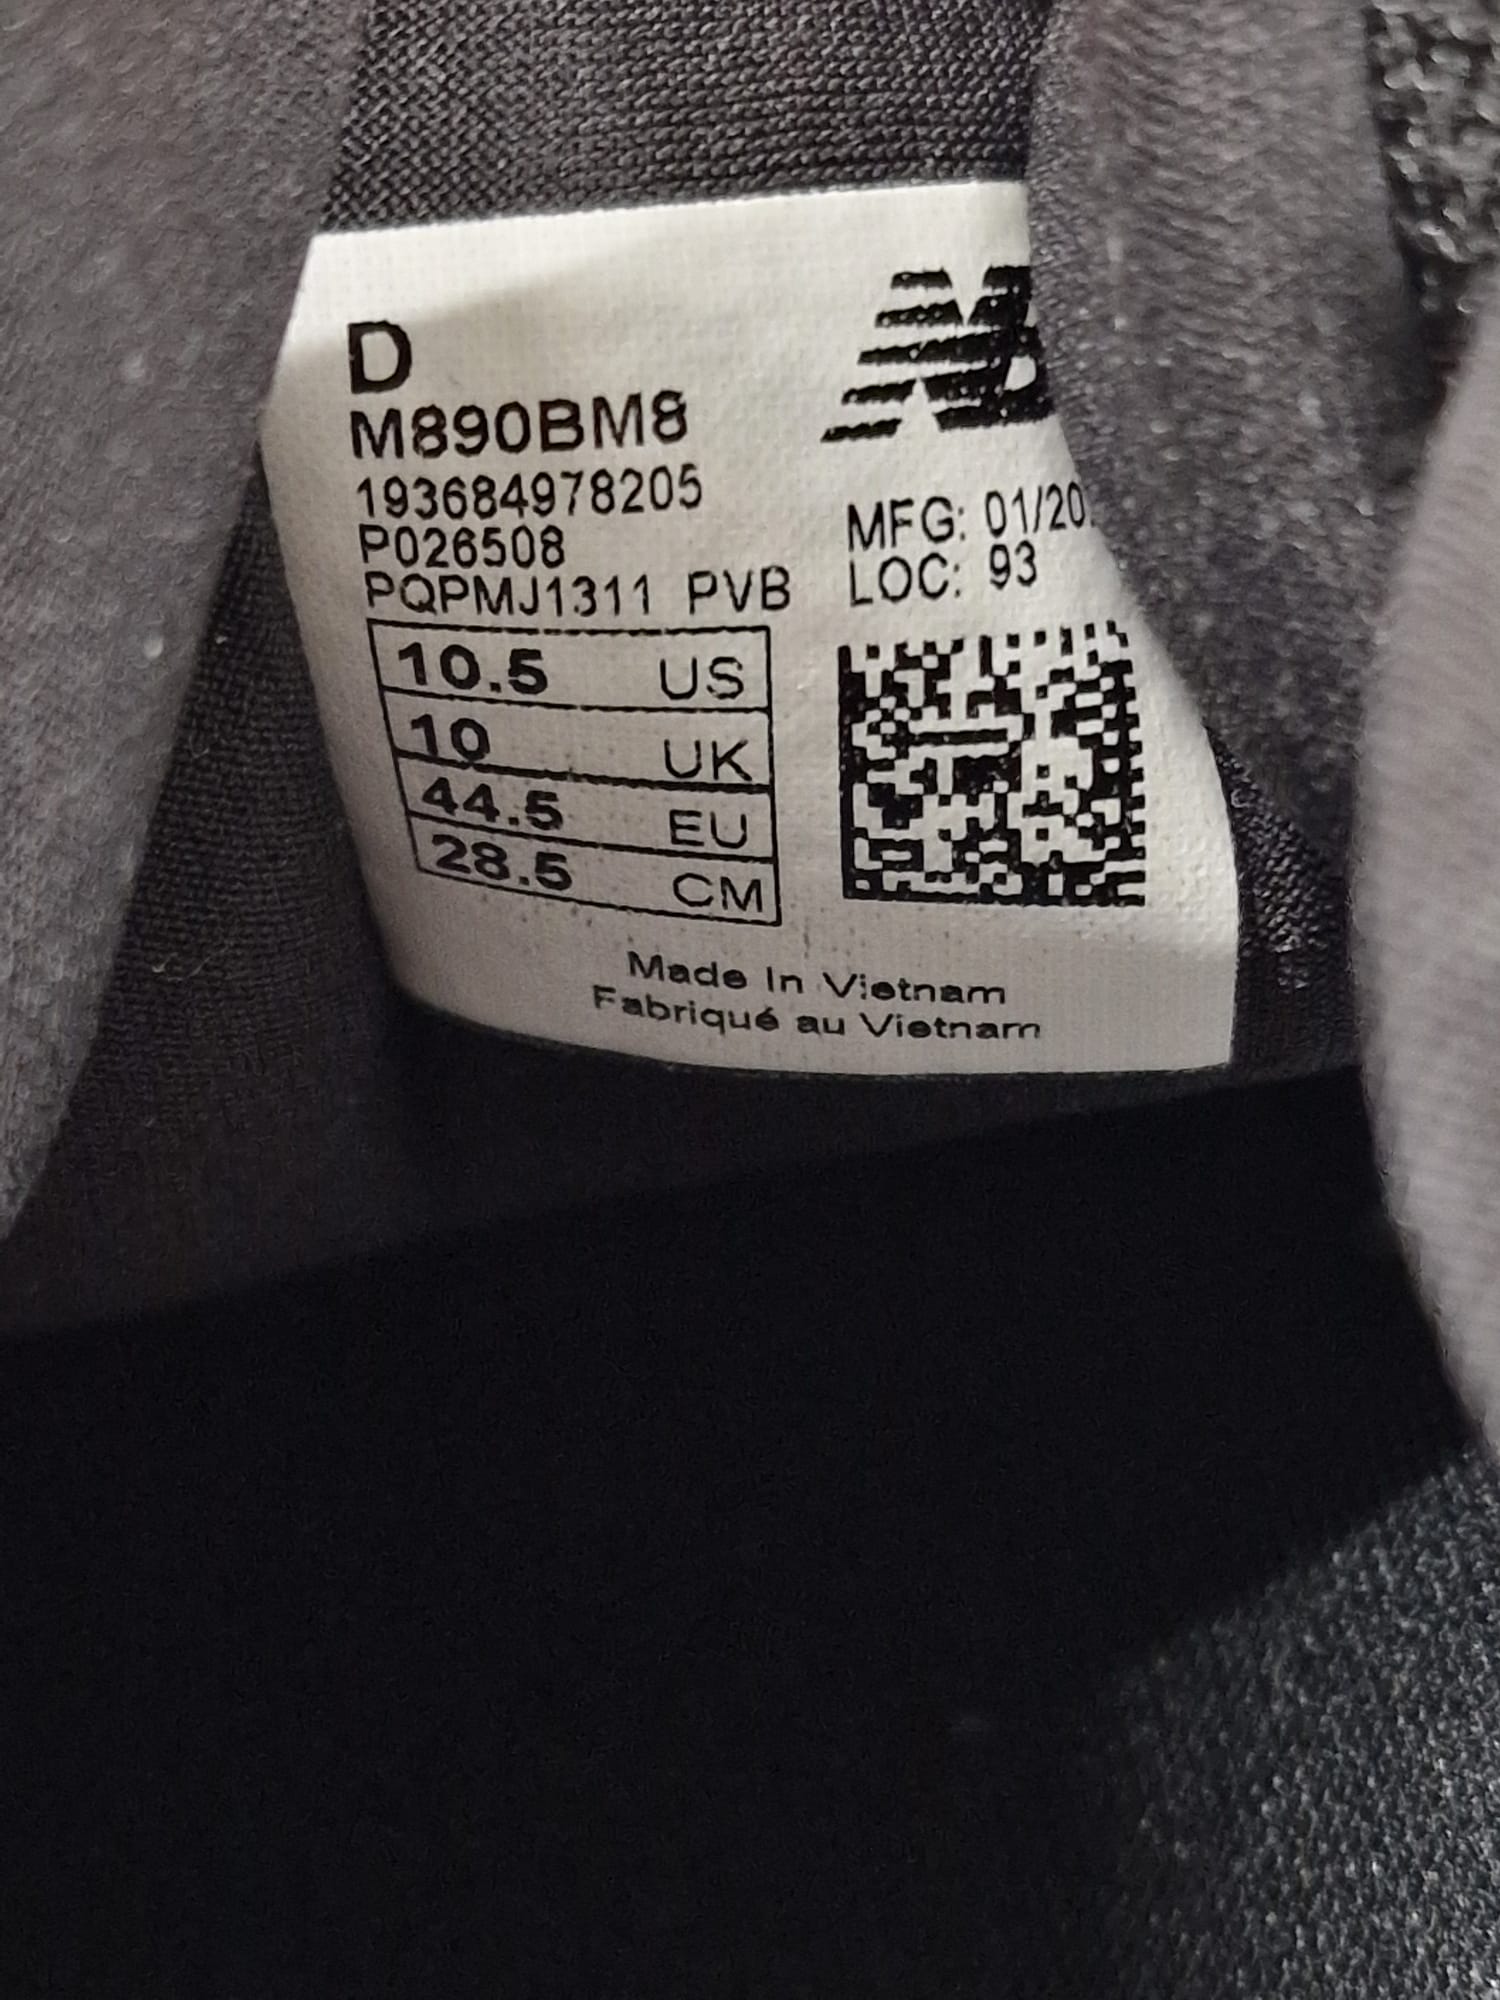 D
M890BM8
193684978205
P026508
PQPMJ1311 PVB
MFG: 01/20
LOC: 93
10.5 US
10 UK
44.5 EU
28.5 CM
Made In Vietnam
Fabriqué au Vietnam